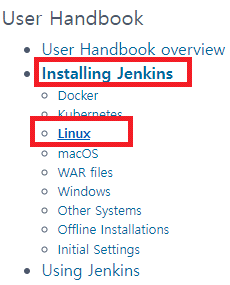 User Handbook
User Handbook overview
Installing Jenkins
Docker
Kubernetes
Linux
macOS
WAR files
Windows
Other Systems
Offline Installations
Initial Settings
Using Jenkins